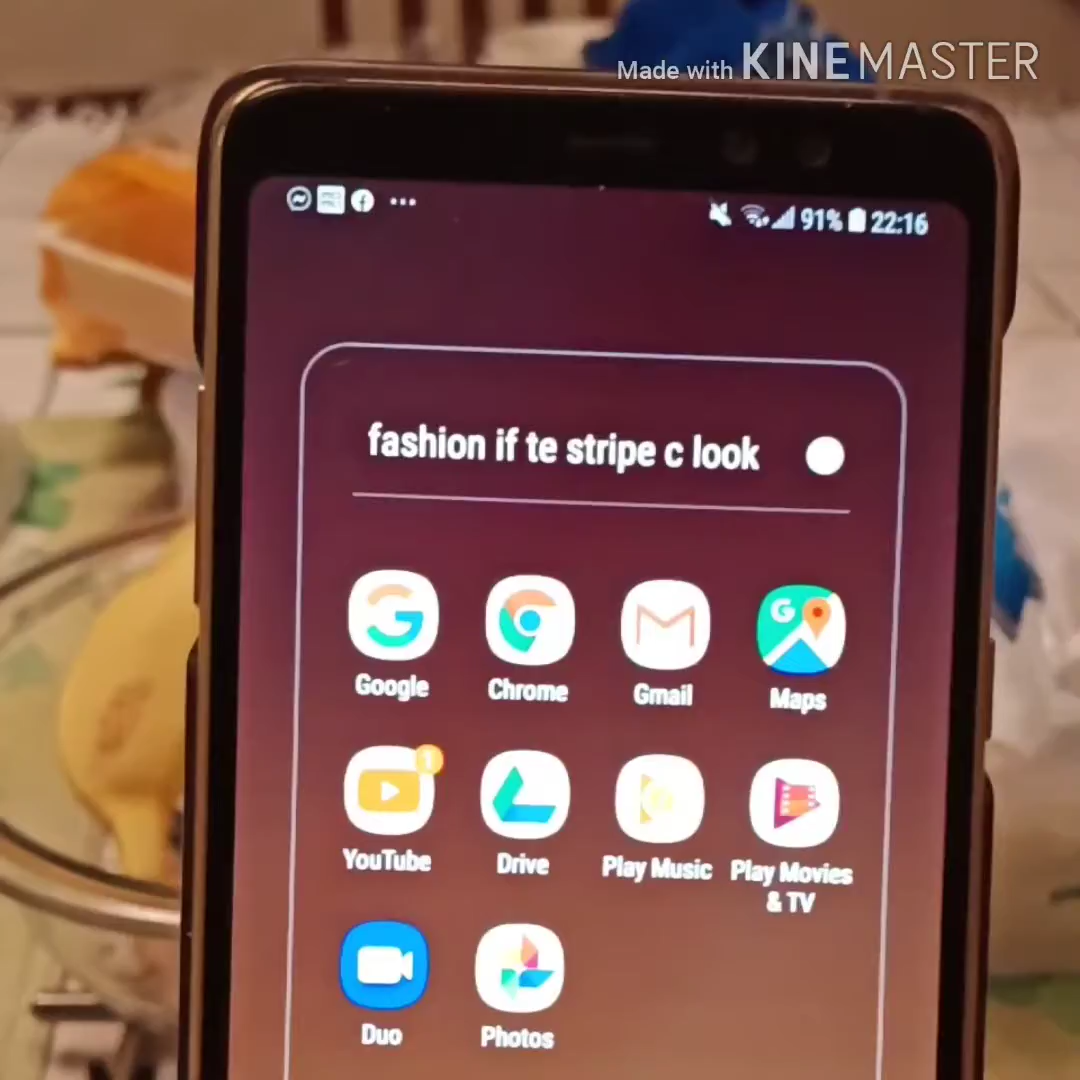 Made with KINEMASTER
91% 22:16
fashion if te stripe c look
Google Chrome Gmail Maps
1
YouTube Drive Play Music Play Movies & TV
Duo Photos